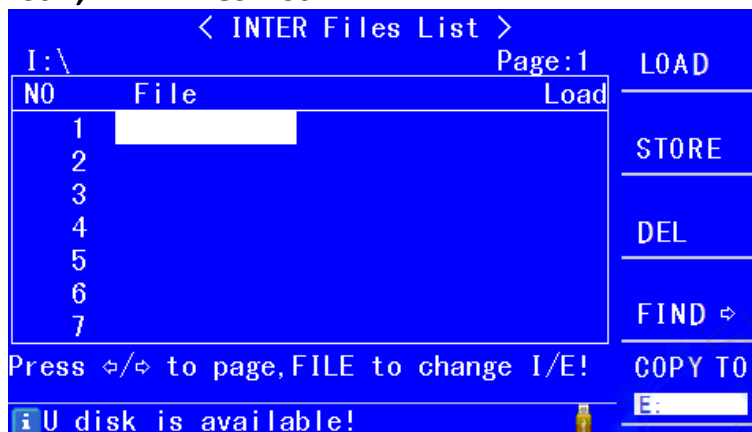 < INTER Files List >
I:\ Page:1
NO File Load
1
2
3
4
5
6
7
Press ⇦/⇨ to page,FILE to change I/E!
U disk is available!
LOAD
STORE
DEL
FIND ⇨
COPY TO
E: